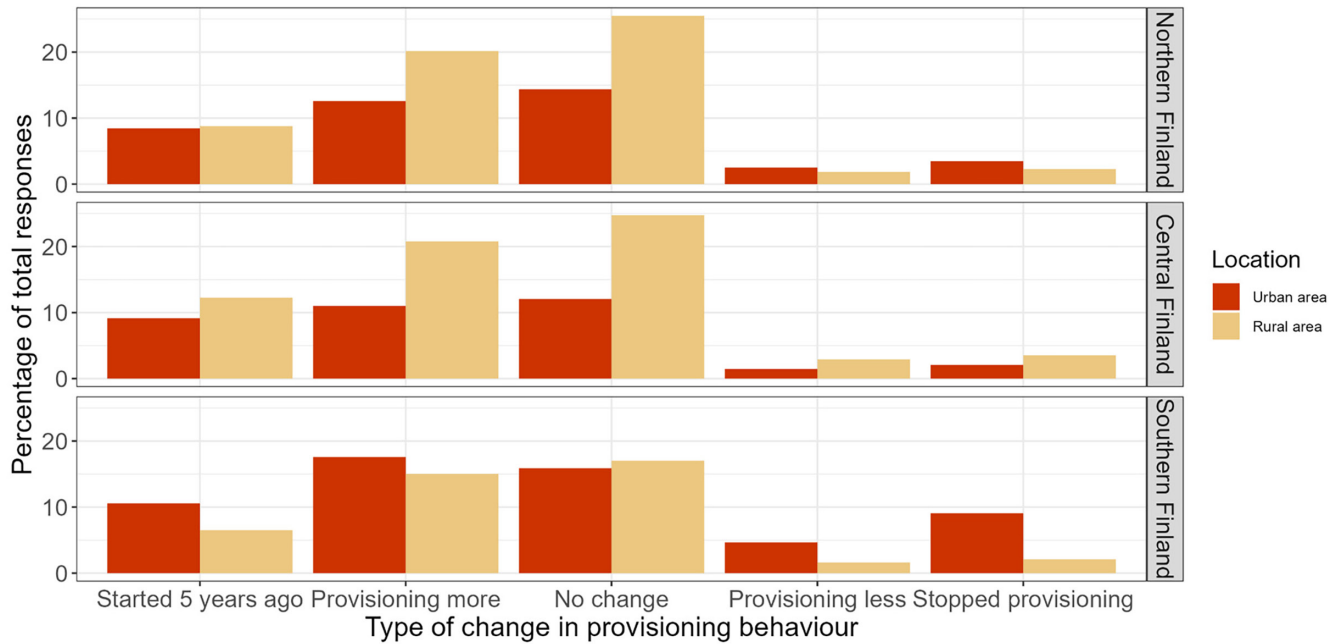 Percentage of total responses
20
10
0
Northern Finland
20
10
0
Central Finland
20
10
0
Southern Finland
Started 5 years ago Provisioning more No change Provisioning less Stopped provisioning
Type of change in provisioning behaviour
Location
Urban area
Rural area